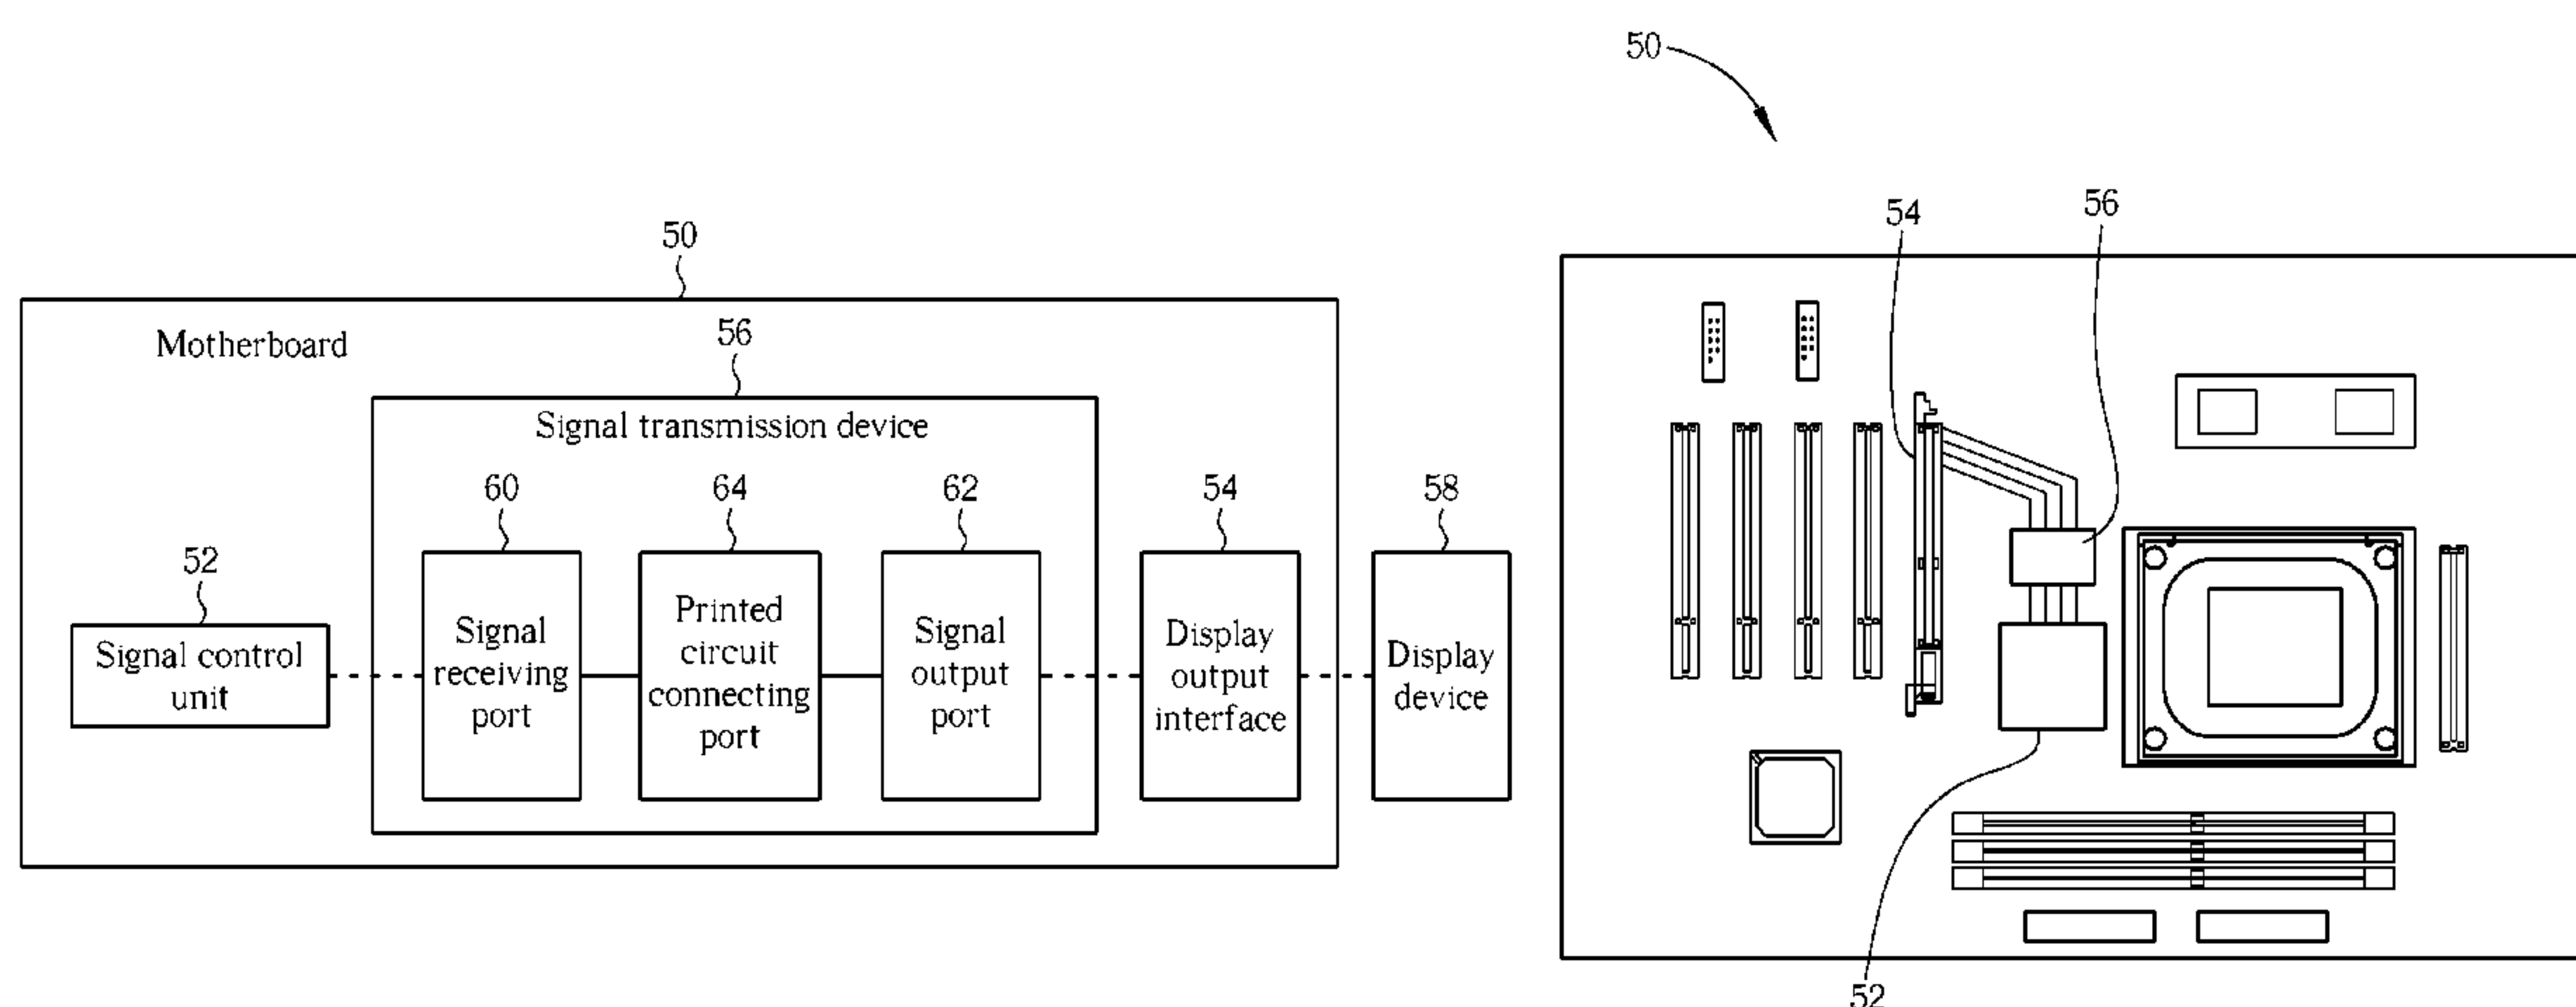 50
Motherboard
56
Signal transmission device
60
64
62
54
58
52
Signal control
unit
Signal
receiving
port
Printed
circuit
connecting
port
Signal
output
port
Display
output
interface
Display
device
50
54
56
52